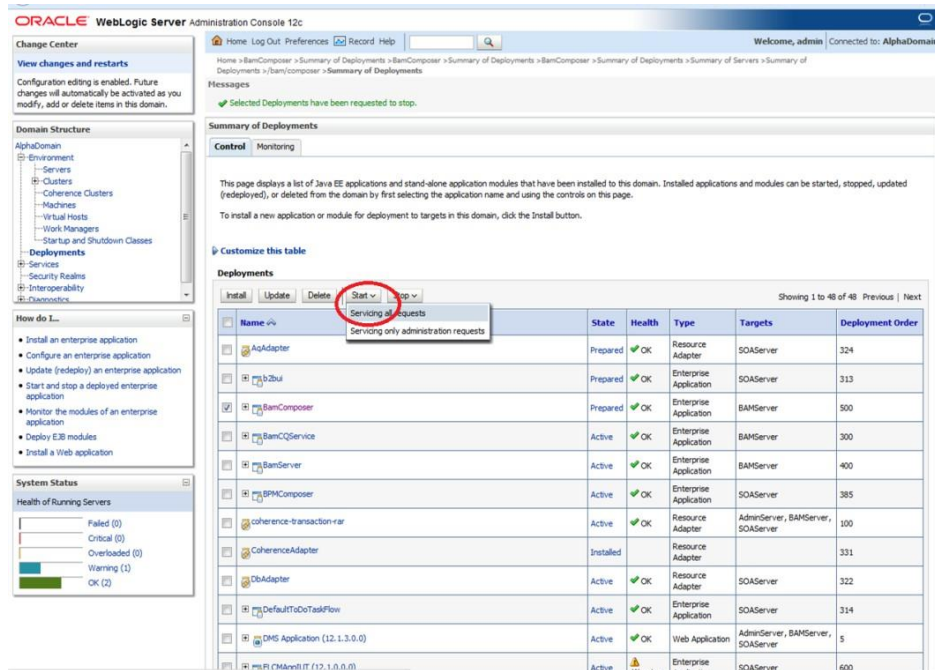 ORACLE WebLogic Server Administration Console 12c
Change Center
View changes and restarts
Configuration editing is enabled. Future
changes will automatically be activated as you
modify, add or delete items in this domain.
Domain Structure
AlphaDomain
Environment
Servers
Clusters
Coherence Clusters
Machines
Virtual Hosts
Work Managers
Startup and Shutdown Classes
Deployments
Services
Security Realms
Interoperability
Diagnostics
How do I...
Install an enterprise application
Configure an enterprise application
Update (redeploy) an enterprise application
Start and stop a deployed enterprise
application
Monitor the modules of an enterprise
application
Deploy EJB modules
Install a Web application
System Status
Health of Running Servers
Failed (0)
Critical (0)
Overloaded (0)
Warning (1)
OK (2)
Home Log Out Preferences Record Help
Welcome, admin Connected to: AlphaDomain
Home >BamComposer >Summary of Deployments >BamComposer >Summary of Deployments >BamComposer >Summary of Deployments >Summary of Servers >Summary of
Deployments >/bam/composer >Summary of Deployments
Messages
Selected Deployments have been requested to stop.
Summary of Deployments
Control Monitoring
This page displays a list of Java EE applications and stand-alone application modules that have been installed to this domain. Installed applications and modules can be started, stopped, updated
(redeployed), or deleted from the domain by first selecting the application name and using the controls on this page.
To install a new application or module for deployment to targets in this domain, click the Install button.
Customize this table
Deployments
Install Update Delete Start Stop Showing 1 to 48 of 48 Previous | Next
Servicing all requests
Servicing only administration requests
Name State Health Type Targets Deployment Order
AqAdapter Prepared OK Resource Adapter SOAServer 324
b2bui Prepared OK Enterprise Application SOAServer 313
BamComposer Prepared OK Enterprise Application BAMServer 500
BamCQService Active OK Enterprise Application BAMServer 300
BamServer Active OK Enterprise Application BAMServer 400
BPMComposer Active OK Enterprise Application SOAServer 385
coherence-transaction-rar Active OK Resource Adapter AdminServer, BAMServer, SOAServer 100
CoherenceAdapter Installed Resource Adapter 331
DbAdapter Active OK Resource Adapter SOAServer 322
DefaultToDoTaskFlow Active OK Enterprise Application SOAServer 314
DMS Application (12.1.3.0.0) Active OK Web Application AdminServer, BAMServer, SOAServer 5
(12.1.0.0.0) Active Enterprise SOAServer 600